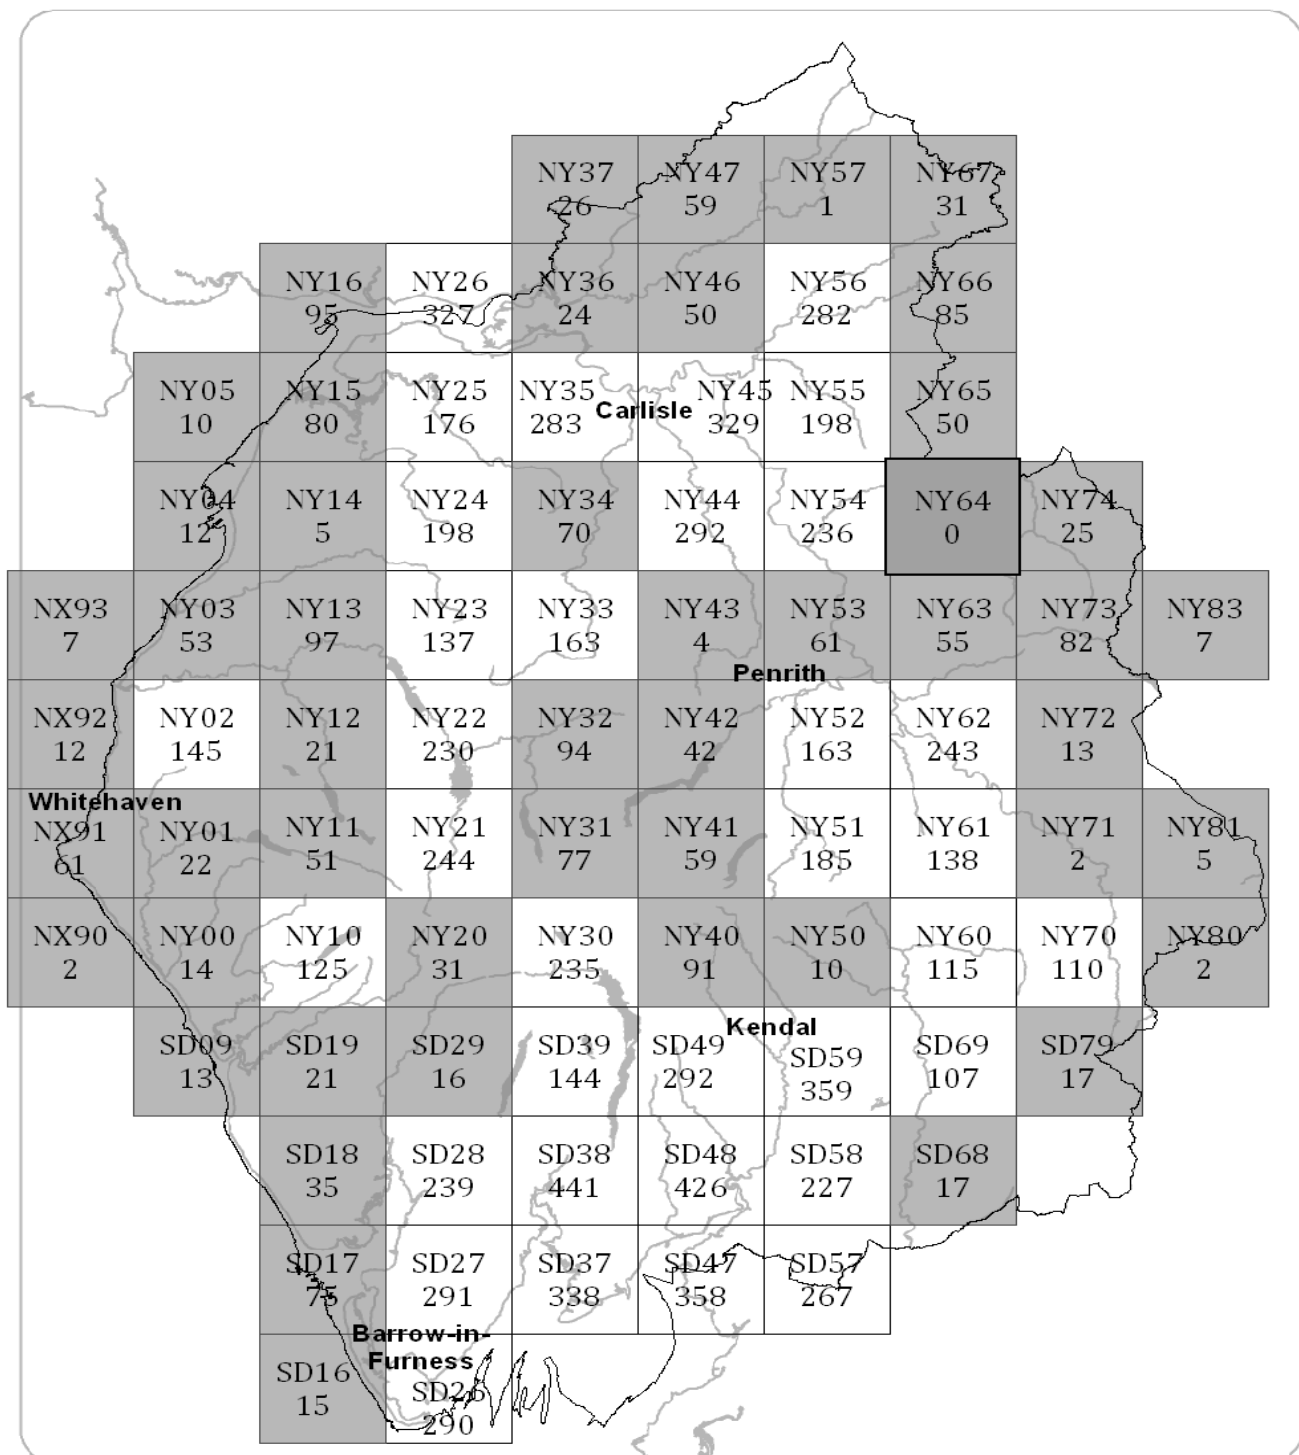 NY37 NY47 NY57 NY67
26 59 1 31
NY16 NY26 NY36 NY46 NY56 NY66
95 327 24 50 282 85
NY05 NY15 NY25 NY35 NY45 NY55 NY65
Carlisle
10 80 176 283 329 198 50
NY04 NY14 NY24 NY34 NY44 NY54 NY64 NY74
12 5 198 70 292 236 0 25
NX93 NY03 NY13 NY23 NY33 NY43 NY53 NY63 NY73 NY83
7 53 97 137 163 4 61 55 82 7
Penrith
NX92 NY02 NY12 NY22 NY32 NY42 NY52 NY62 NY72
12 145 21 230 94 42 163 243 13
Whitehaven
NX91 NY01 NY11 NY21 NY31 NY41 NY51 NY61 NY71 NY81
61 22 51 244 77 59 185 138 2 5
NX90 NY00 NY10 NY20 NY30 NY40 NY50 NY60 NY70 NY80
2 14 125 31 235 91 10 115 110 2
Kendal
SD09 SD19 SD29 SD39 SD49 SD59 SD69 SD79
13 21 16 144 292 359 107 17
SD18 SD28 SD38 SD48 SD58 SD68
35 239 441 426 227 17
SD17 SD27 SD37 SD47 SD57
75 291 338 358 267
Barrow-in-
Furness
SD16 SD26
15 290